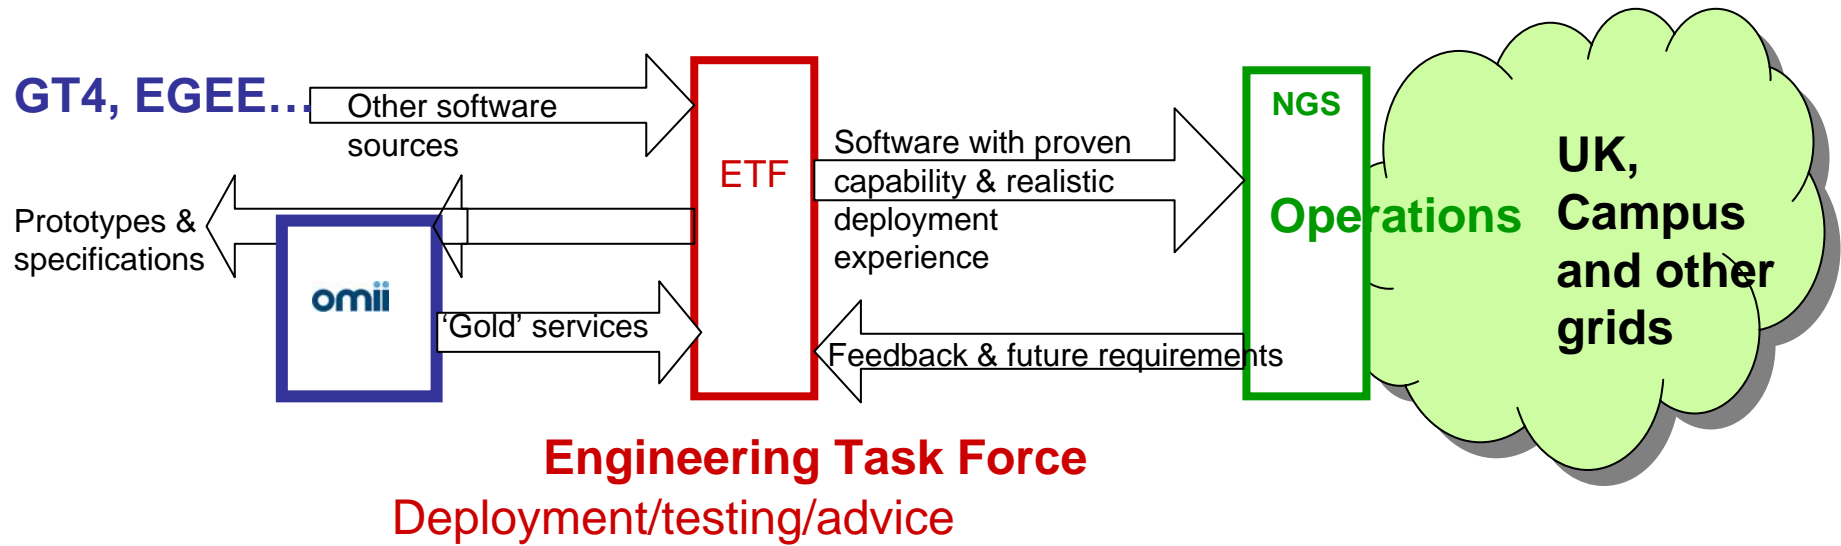 GT4, EGEE…
Other software
sources
Prototypes &
specifications
omii
'Gold' services
ETF
Software with proven
capability & realistic
deployment
experience
Feedback & future requirements
NGS
Operations
UK,
Campus
and other
grids
Engineering Task Force
Deployment/testing/advice